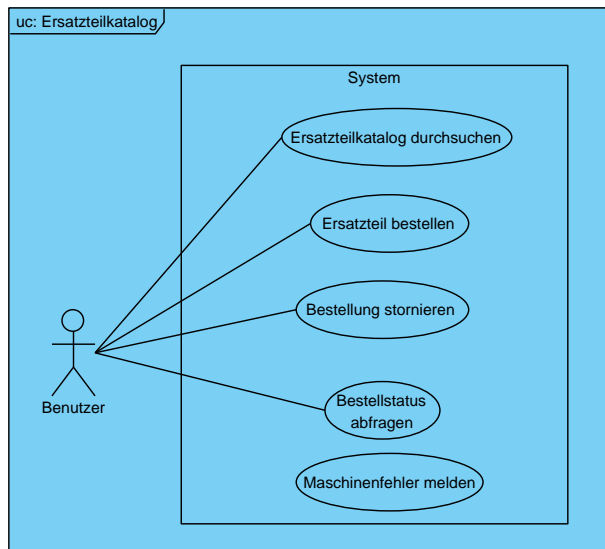 uc: Ersatzteilkatalog
System
Ersatzteilkatalog durchsuchen
Ersatzteil bestellen
Bestellung stornieren
Benutzer
Bestellstatus
abfragen
Maschinenfehler melden